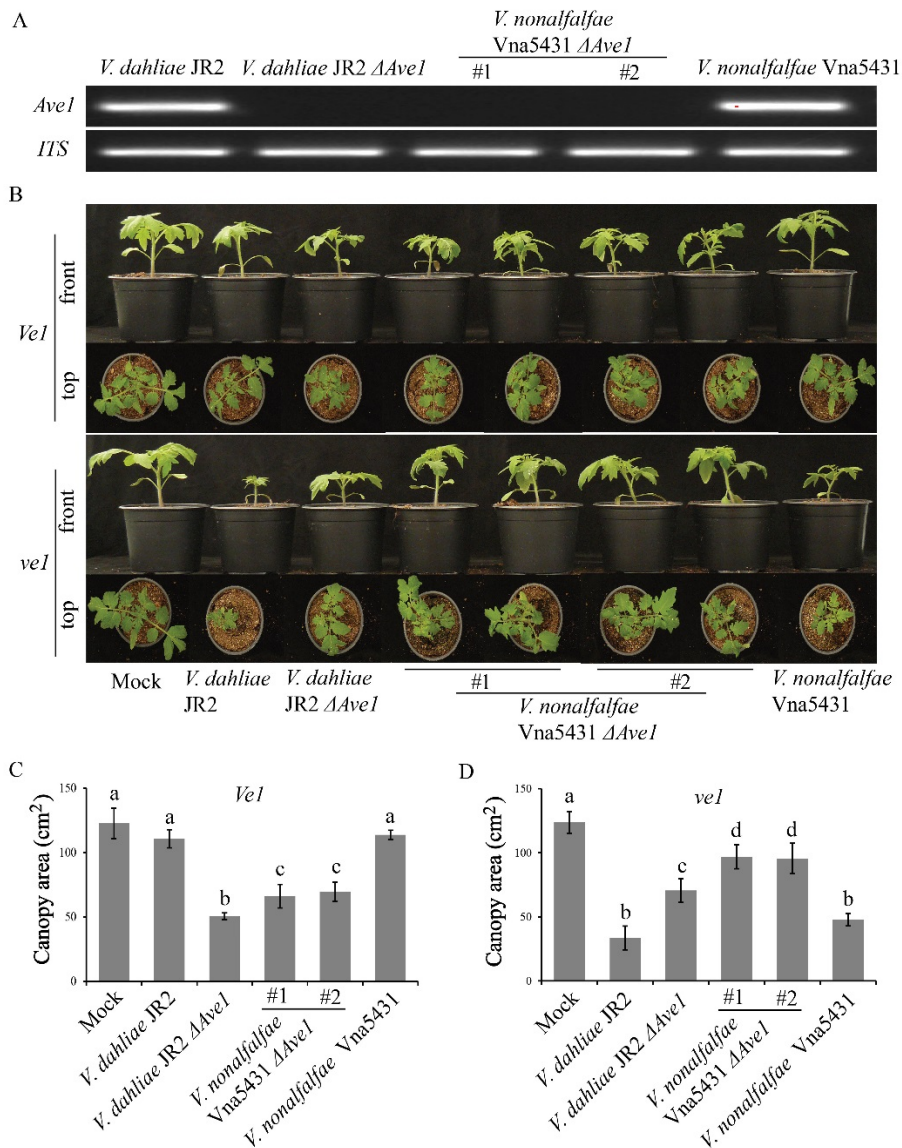 A
V. nonalfalfae
Vna5431 ΔAve1
V. dahliae JR2
V. dahliae JR2 ΔAve1
#1
#2
V. nonalfalfae Vna5431
Ave1
ITS
B
Ve1
front
top
ve1
front
top
Mock
V. dahliae
JR2
V. dahliae
JR2 ΔAve1
#1
#2
V. nonalfalfae
Vna5431 ΔAve1
V. nonalfalfae
Vna5431
C
Ve1
Canopy area (cm²)
150
100
50
0
a
a
b
c
c
a
Mock
V. dahliae JR2
V. dahliae JR2 ΔAve1
#1
#2
V. nonalfalfae
Vna5431 ΔAve1
V. nonalfalfae Vna5431
D
ve1
Canopy area (cm²)
150
100
50
0
a
b
c
d
d
b
Mock
V. dahliae JR2
V. dahliae JR2 ΔAve1
#1
#2
V. nonalfalfae
Vna5431 ΔAve1
V. nonalfalfae Vna5431